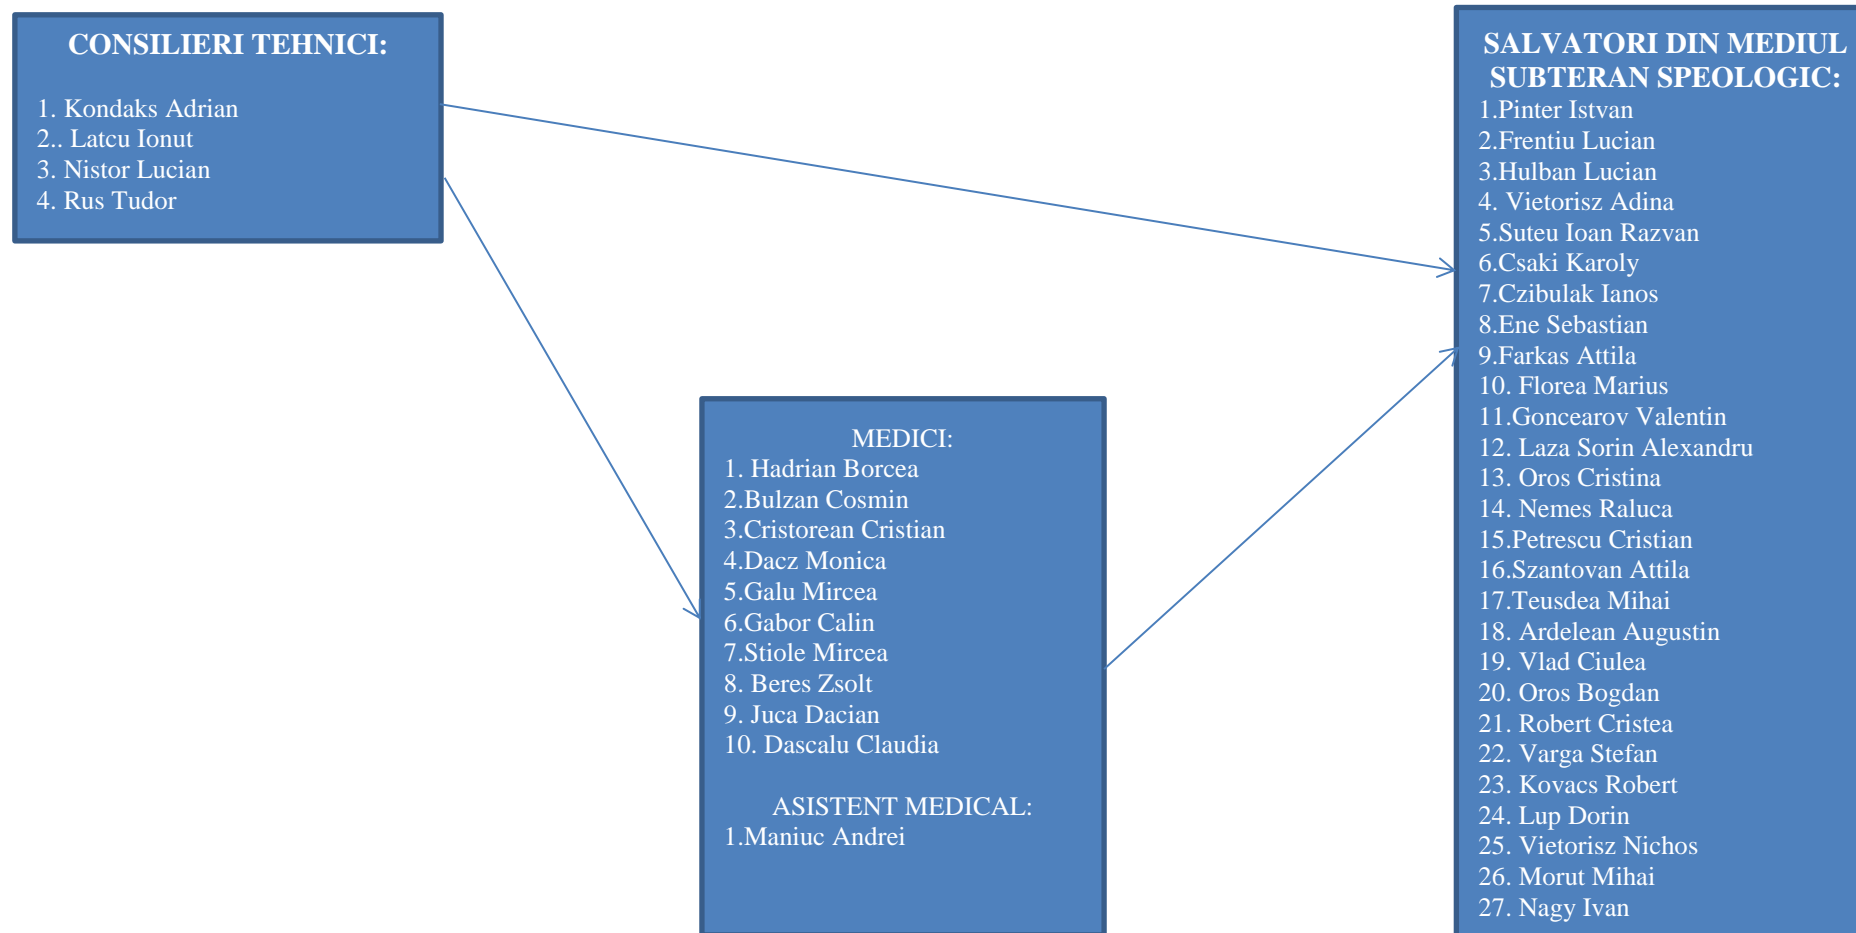 CONSILIERI TEHNICI:
1. Kondaks Adrian
2.. Latcu Ionut
3. Nistor Lucian
4. Rus Tudor
MEDICI:
1. Hadrian Borcea
2.Bulzan Cosmin
3.Cristorean Cristian
4.Dacz Monica
5.Galu Mircea
6.Gabor Calin
7.Stiole Mircea
8. Beres Zsolt
9. Juca Dacian
10. Dascalu Claudia
ASISTENT MEDICAL:
1.Maniuc Andrei
SALVATORI DIN MEDIUL
SUBTERAN SPEOLOGIC:
1.Pinter Istvan
2.Frentiu Lucian
3.Hulban Lucian
4. Vietorisz Adina
5.Suteu Ioan Razvan
6.Csaki Karoly
7.Czibulak Ianos
8.Ene Sebastian
9.Farkas Attila
10. Florea Marius
11.Goncearov Valentin
12. Laza Sorin Alexandru
13. Oros Cristina
14. Nemes Raluca
15.Petrescu Cristian
16.Szantovan Attila
17.Teusdea Mihai
18. Ardelean Augustin
19. Vlad Ciulea
20. Oros Bogdan
21. Robert Cristea
22. Varga Stefan
23. Kovacs Robert
24. Lup Dorin
25. Vietorisz Nichos
26. Morut Mihai
27. Nagy Ivan